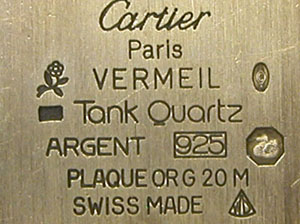 Cartier
Paris
VERMEIL
Tank Quartz
ARGENT 925
PLAQUE OR G 20 M
SWISS MADE